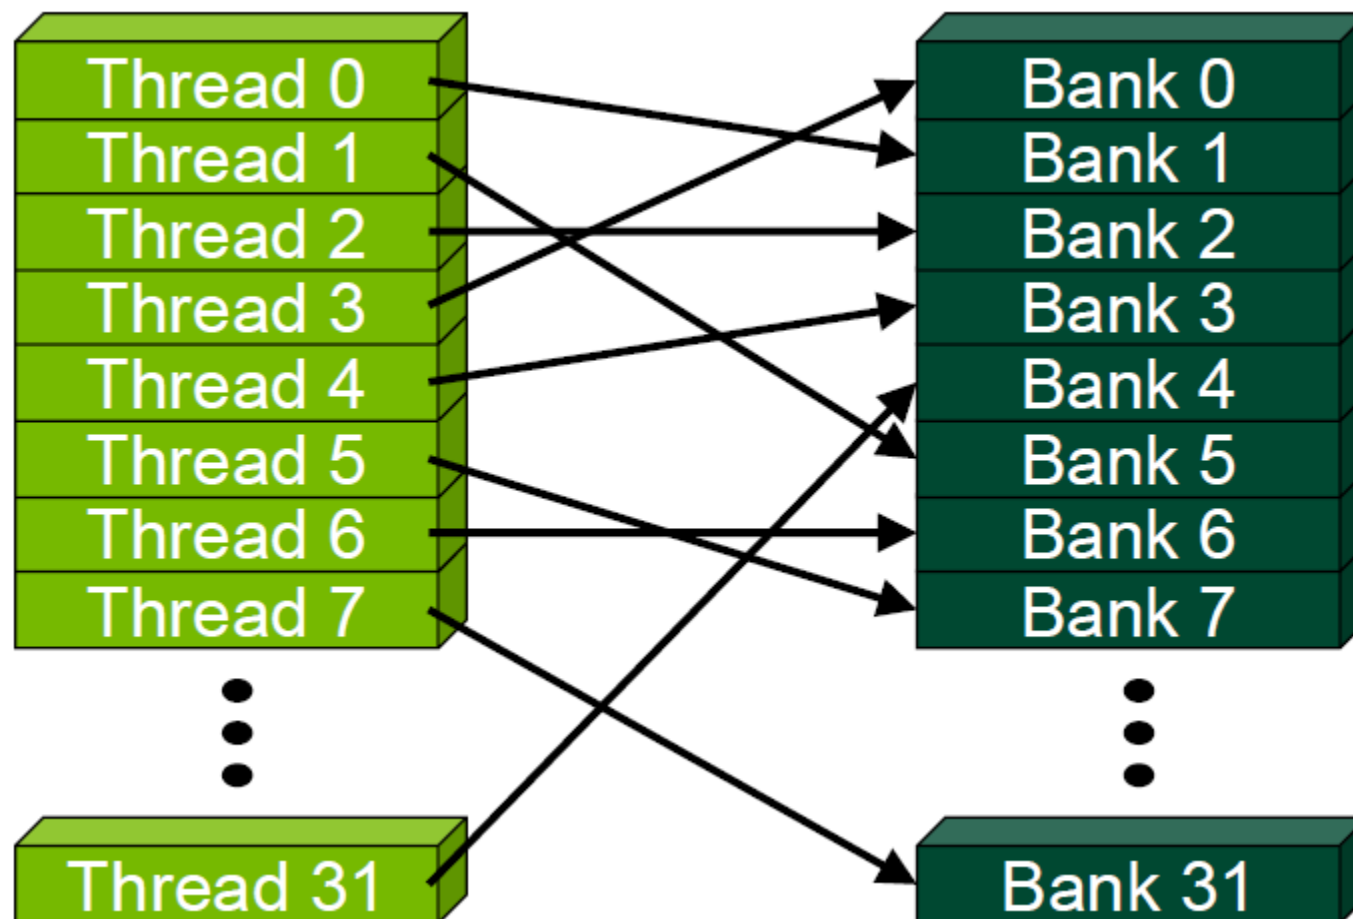 Thread 0
Thread 1
Thread 2
Thread 3
Thread 4
Thread 5
Thread 6
Thread 7
Thread 31
Bank 0
Bank 1
Bank 2
Bank 3
Bank 4
Bank 5
Bank 6
Bank 7
Bank 31